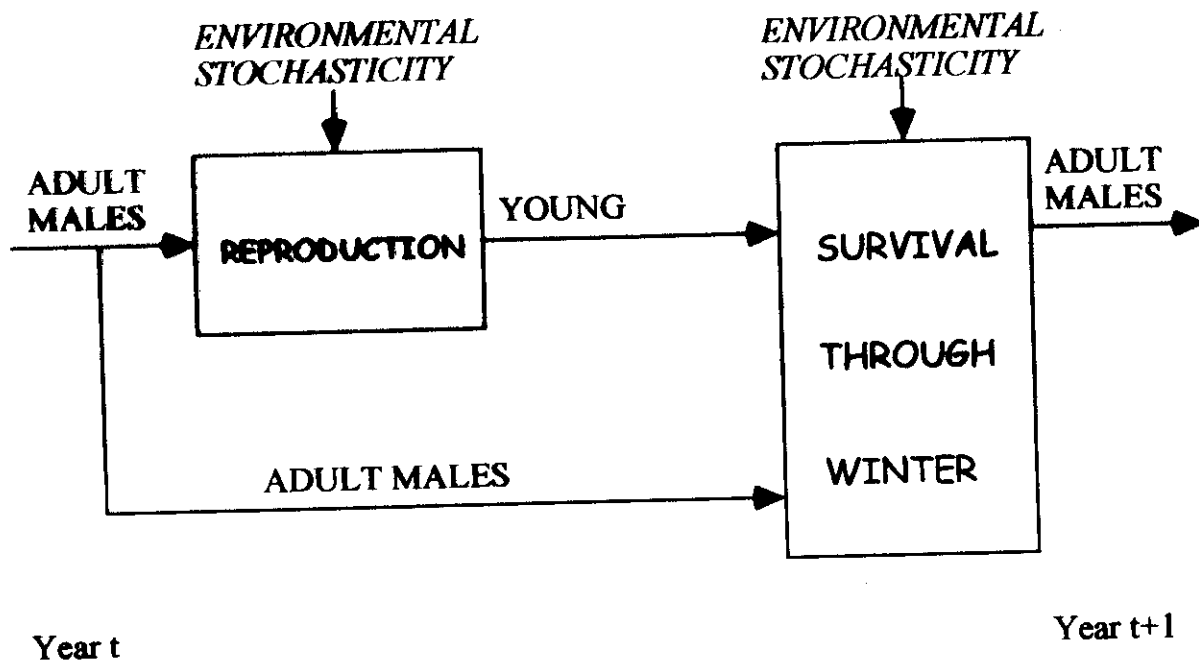 ENVIRONMENTAL
STOCHASTICITY
ENVIRONMENTAL
STOCHASTICITY
ADULT
MALES
REPRODUCTION
YOUNG
SURVIVAL
THROUGH
WINTER
ADULT
MALES
ADULT MALES
Year t
Year t+1